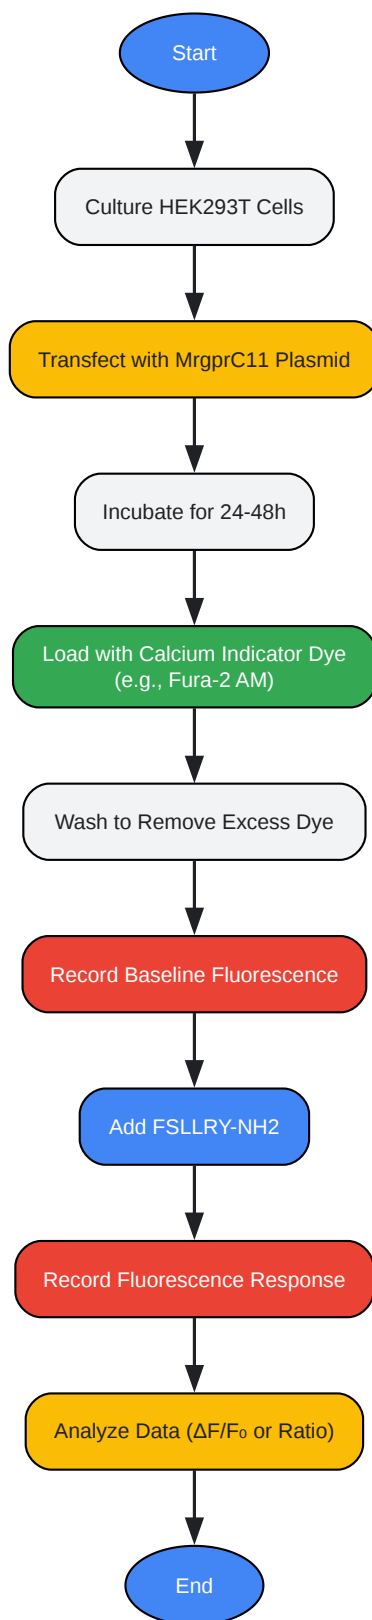 Start
Culture HEK293T Cells
Transfect with MrgprC11 Plasmid
Incubate for 24-48h
Load with Calcium Indicator Dye
(e.g., Fura-2 AM)
Wash to Remove Excess Dye
Record Baseline Fluorescence
Add FSLLRY-NH2
Record Fluorescence Response
Analyze Data (ΔF/F₀ or Ratio)
End